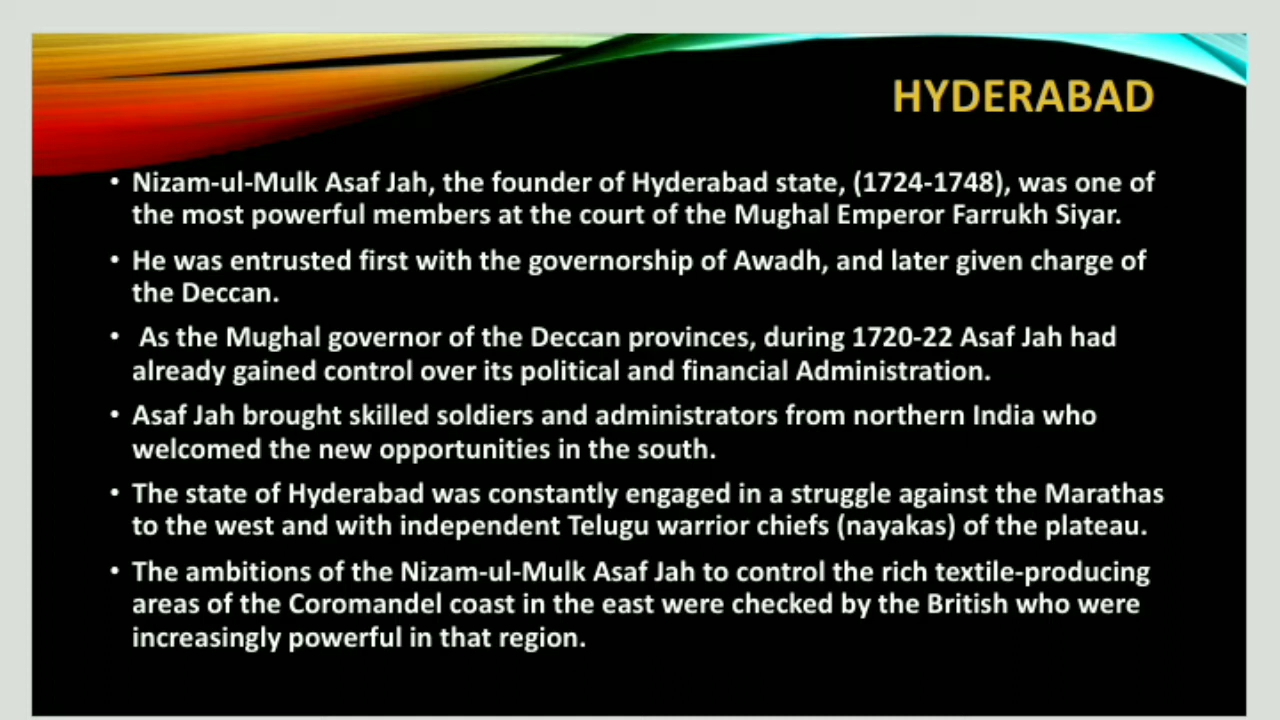 HYDERABAD
• Nizam-ul-Mulk Asaf Jah, the founder of Hyderabad state, (1724-1748), was one of
the most powerful members at the court of the Mughal Emperor Farrukh Siyar.
• He was entrusted first with the governorship of Awadh, and later given charge of
the Deccan.
• As the Mughal governor of the Deccan provinces, during 1720-22 Asaf Jah had
already gained control over its political and financial Administration.
• Asaf Jah brought skilled soldiers and administrators from northern India who
welcomed the new opportunities in the south.
• The state of Hyderabad was constantly engaged in a struggle against the Marathas
to the west and with independent Telugu warrior chiefs (nayakas) of the plateau.
• The ambitions of the Nizam-ul-Mulk Asaf Jah to control the rich textile-producing
areas of the Coromandel coast in the east were checked by the British who were
increasingly powerful in that region.